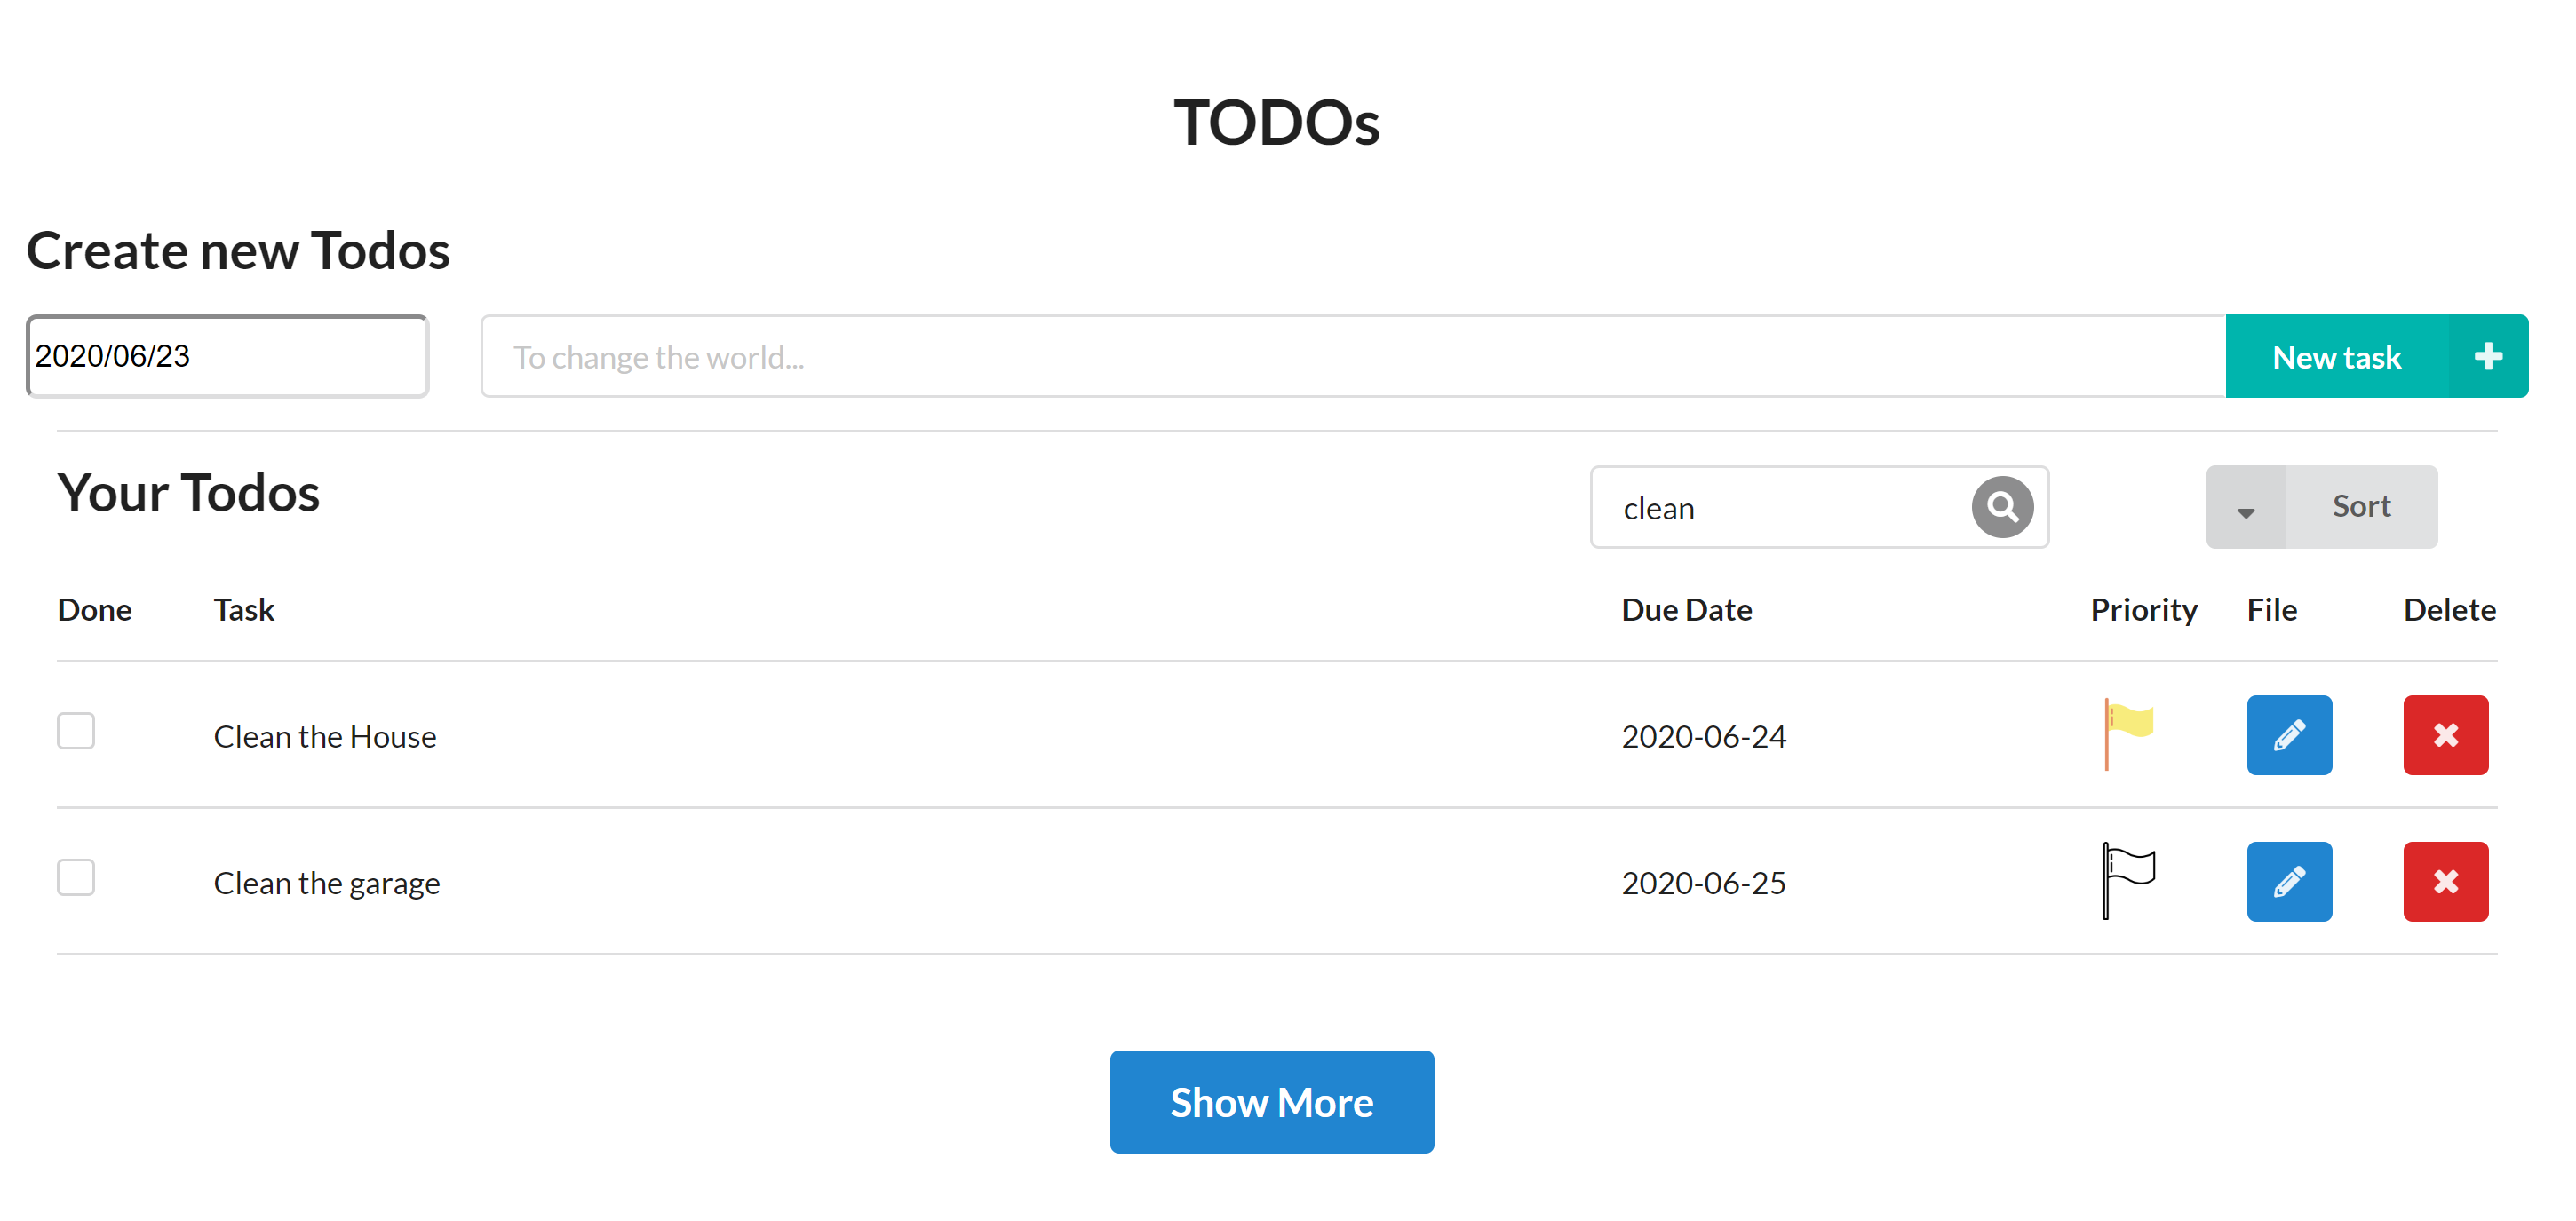 TODOs
Create new Todos
2020/06/23 To change the world... New task
Your Todos clean Sort
Done Task Due Date Priority File Delete
Clean the House 2020-06-24
Clean the garage 2020-06-25
Show More